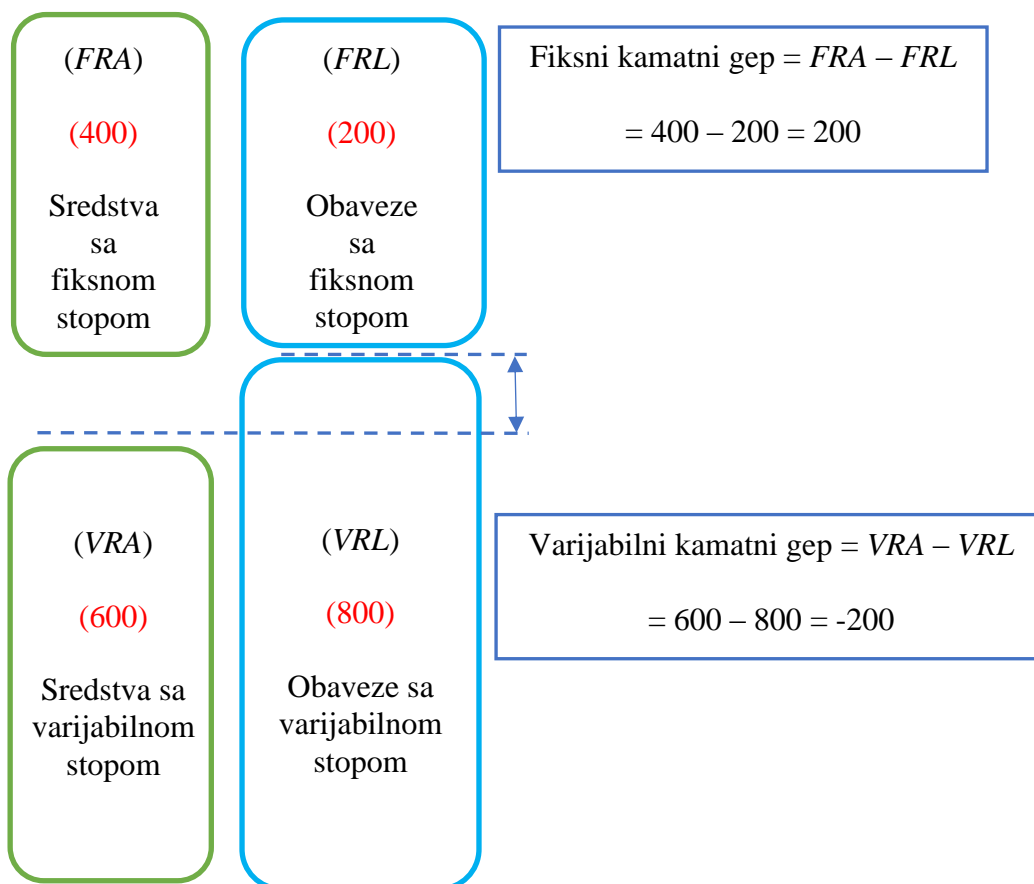 (FRA)
(400)
Sredstva
sa
fiksnom
stopom
(FRL)
(200)
Obaveze
sa
fiksnom
stopom
Fiksni kamatni gep = FRA – FRL
= 400 – 200 = 200
(VRA)
(600)
Sredstva sa
varijabilnom
stopom
(VRL)
(800)
Obaveze sa
varijabilnom
stopom
Varijabilni kamatni gep = VRA – VRL
= 600 – 800 = -200